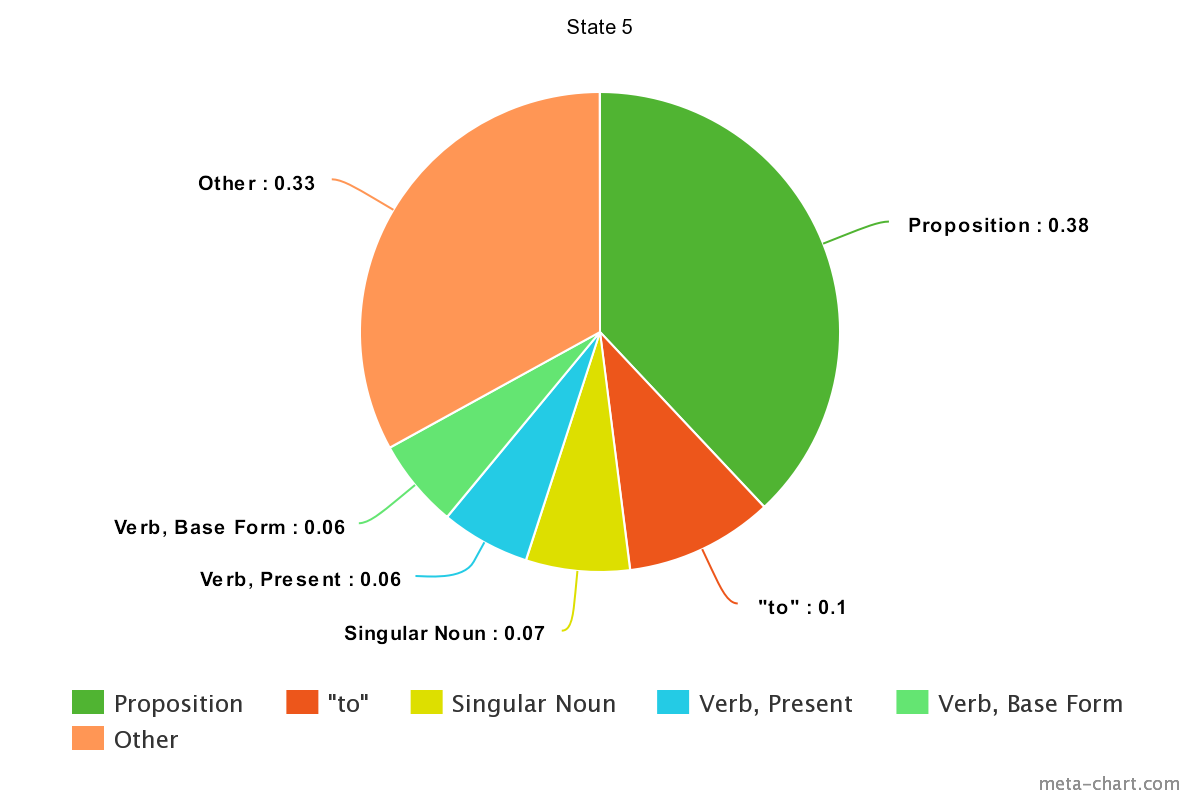 State 5
Other : 0.33
Proposition : 0.38
Verb, Base Form : 0.06
Verb, Present : 0.06
"to" : 0.1
Singular Noun : 0.07
Proposition "to" Singular Noun Verb, Present Verb, Base Form
Other
meta-chart.com